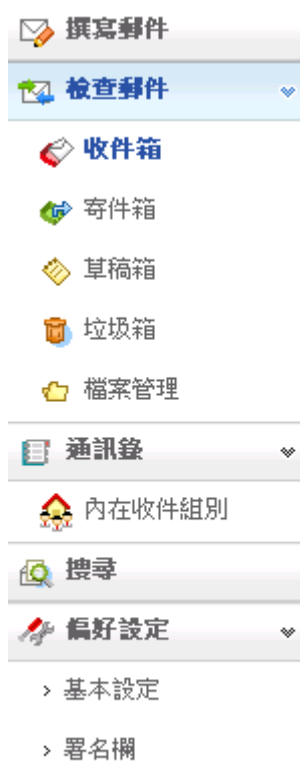 撰寫郵件
檢查郵件
收件箱
寄件箱
草稿箱
垃圾箱
檔案管理
通訊錄
內在收件組別
搜尋
偏好設定
基本設定
署名欄